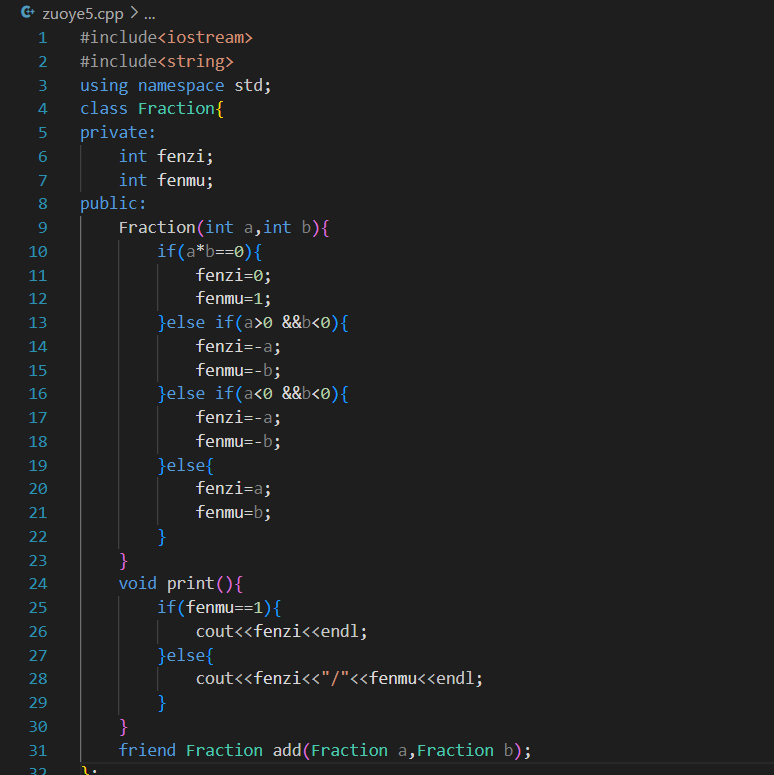 zuoye5.cpp > ...
1 #include<iostream>
2 #include<string>
3 using namespace std;
4 class Fraction{
5 private:
6     int fenzi;
7     int fenmu;
8 public:
9     Fraction(int a,int b){
10         if(a*b==0){
11             fenzi=0;
12             fenmu=1;
13         }else if(a>0 &&b<0){
14             fenzi=-a;
15             fenmu=-b;
16         }else if(a<0 &&b<0){
17             fenzi=-a;
18             fenmu=-b;
19         }else{
20             fenzi=a;
21             fenmu=b;
22         }
23     }
24     void print(){
25         if(fenmu==1){
26             cout<<fenzi<<endl;
27         }else{
28             cout<<fenzi<<"/"<<fenmu<<endl;
29         }
30     }
31     friend Fraction add(Fraction a,Fraction b);
32 };